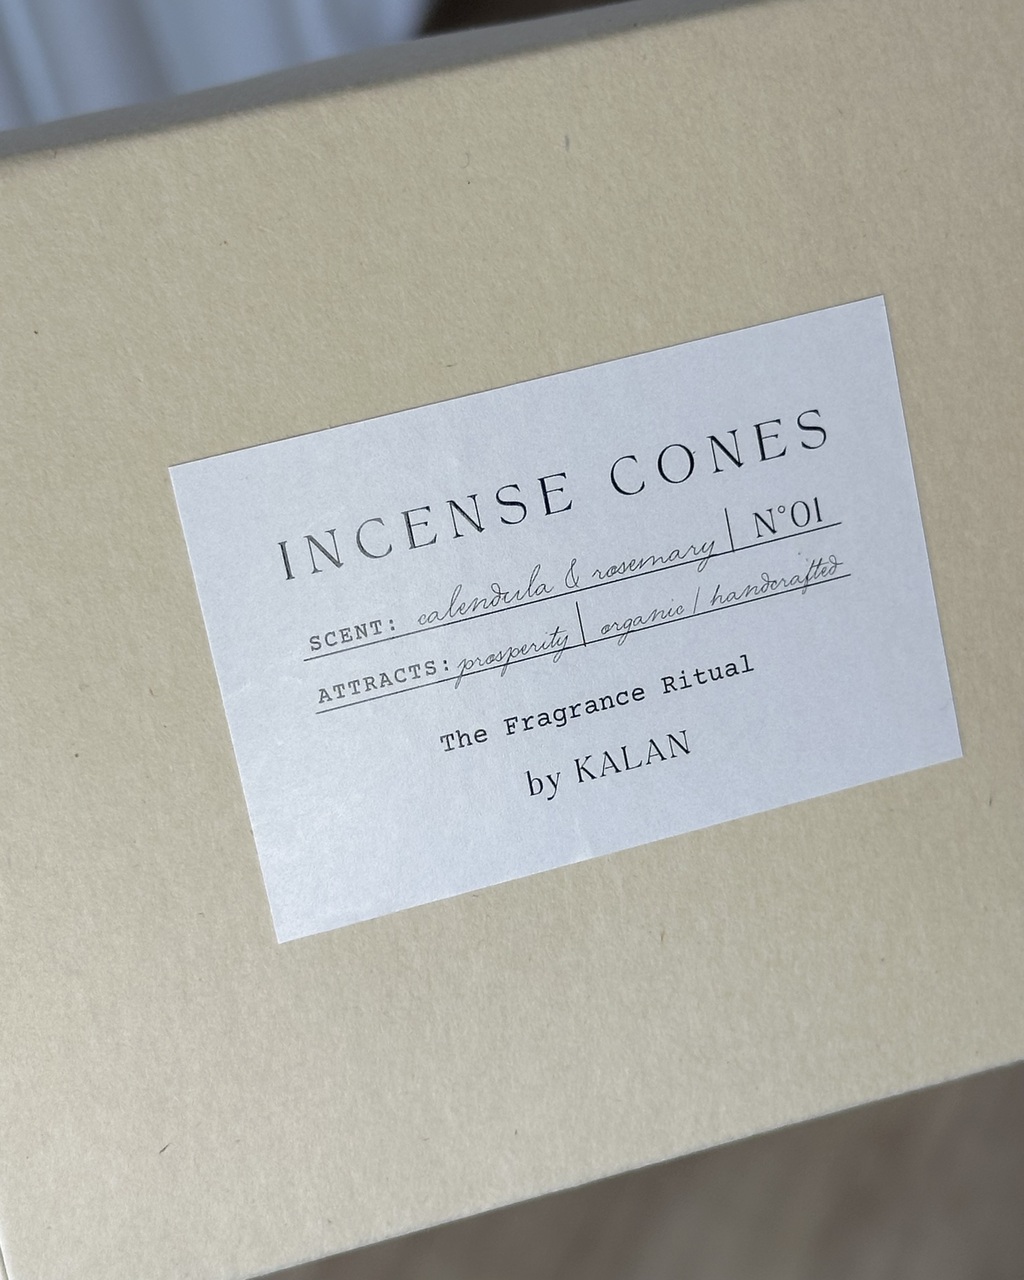 INCENSE CONES
SCENT: calendula & rosemary | N°01
ATTRACTS: prosperity | organic | handcrafted
The Fragrance Ritual
by KALAN